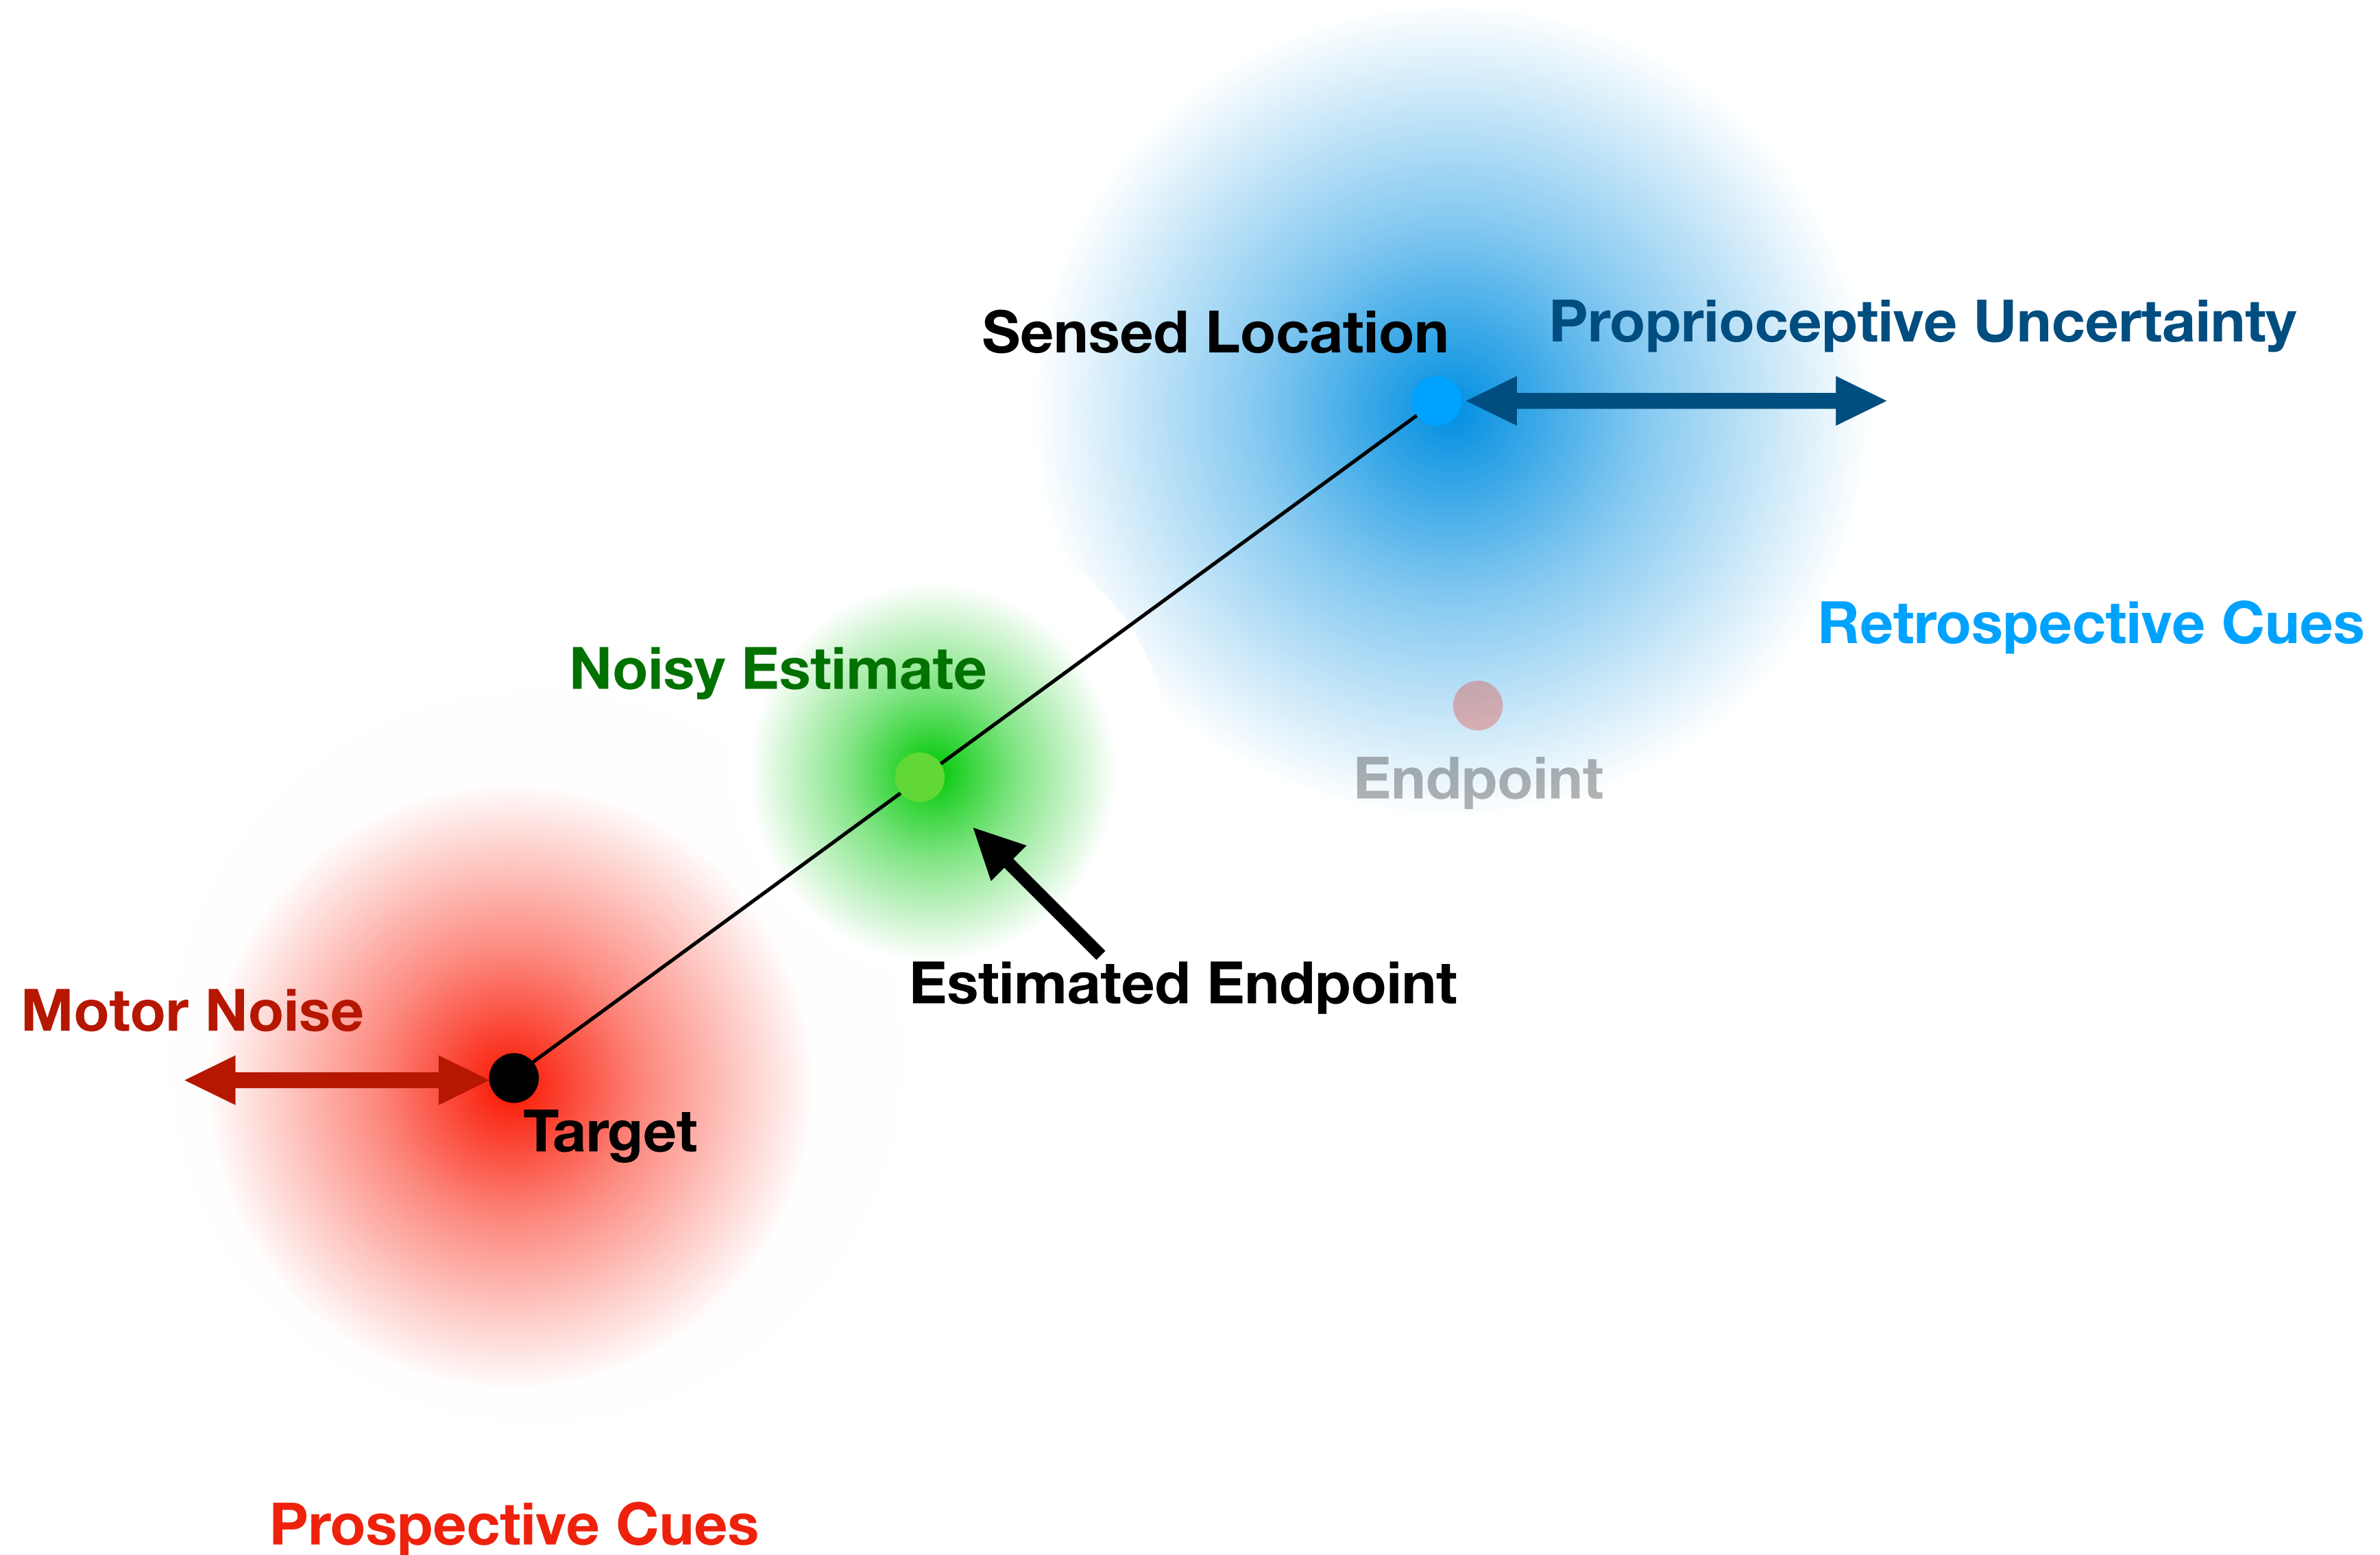 Sensed Location
Proprioceptive Uncertainty
Retrospective Cues
Noisy Estimate
Endpoint
Estimated Endpoint
Motor Noise
Target
Prospective Cues